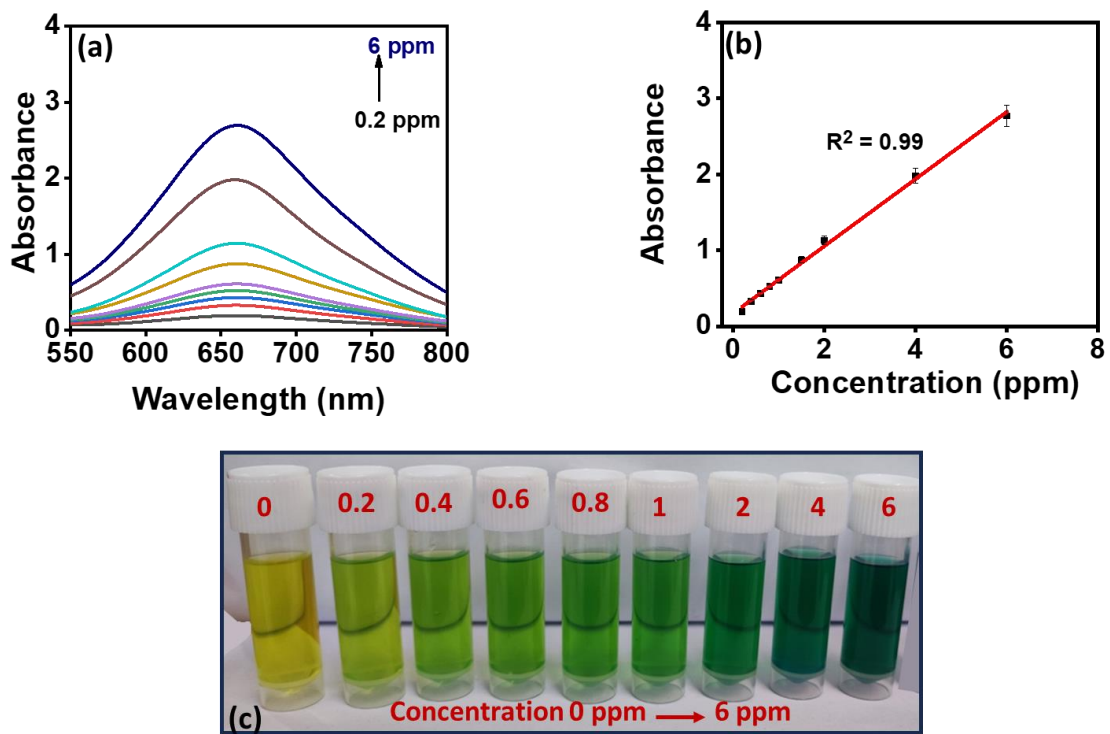 (a)
6 ppm
0.2 ppm
4
3
2
1
0
550 600 650 700 750 800
Absorbance
Wavelength (nm)
(b)
R² = 0.99
4
3
2
1
0
0 2 4 6 8
Absorbance
Concentration (ppm)
0 0.2 0.4 0.6 0.8 1 2 4 6
Concentration 0 ppm → 6 ppm
(c)